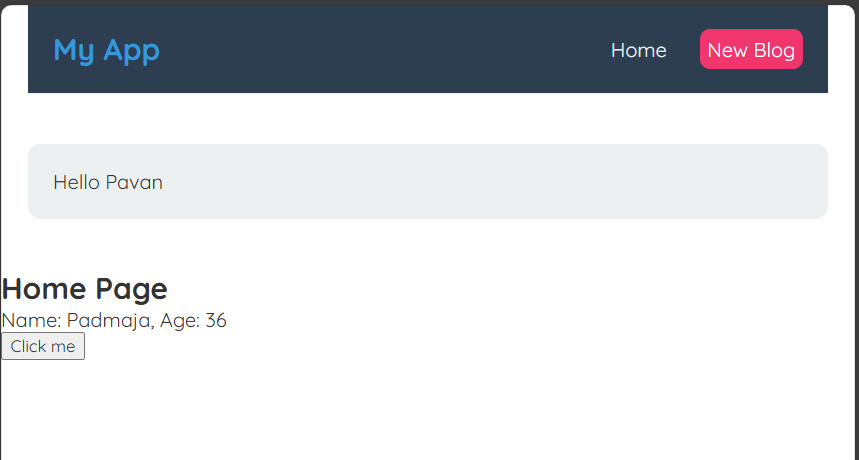 My App
Home
New Blog
Hello Pavan
Home Page
Name: Padmaja, Age: 36
Click me